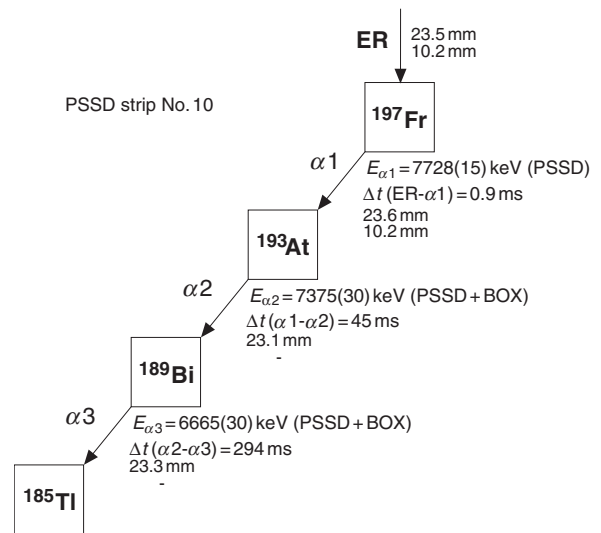 ER
23.5 mm
10.2 mm
PSSD strip No. 10
¹⁹⁷Fr
α1
Eα1 = 7728(15) keV (PSSD)
Δt (ER-α1) = 0.9 ms
23.6 mm
10.2 mm
¹⁹³At
α2
Eα2 = 7375(30) keV (PSSD + BOX)
Δt (α1-α2) = 45 ms
23.1 mm
-
¹⁸⁹Bi
α3
Eα3 = 6665(30) keV (PSSD + BOX)
Δt (α2-α3) = 294 ms
23.3 mm
-
¹⁸⁵Tl